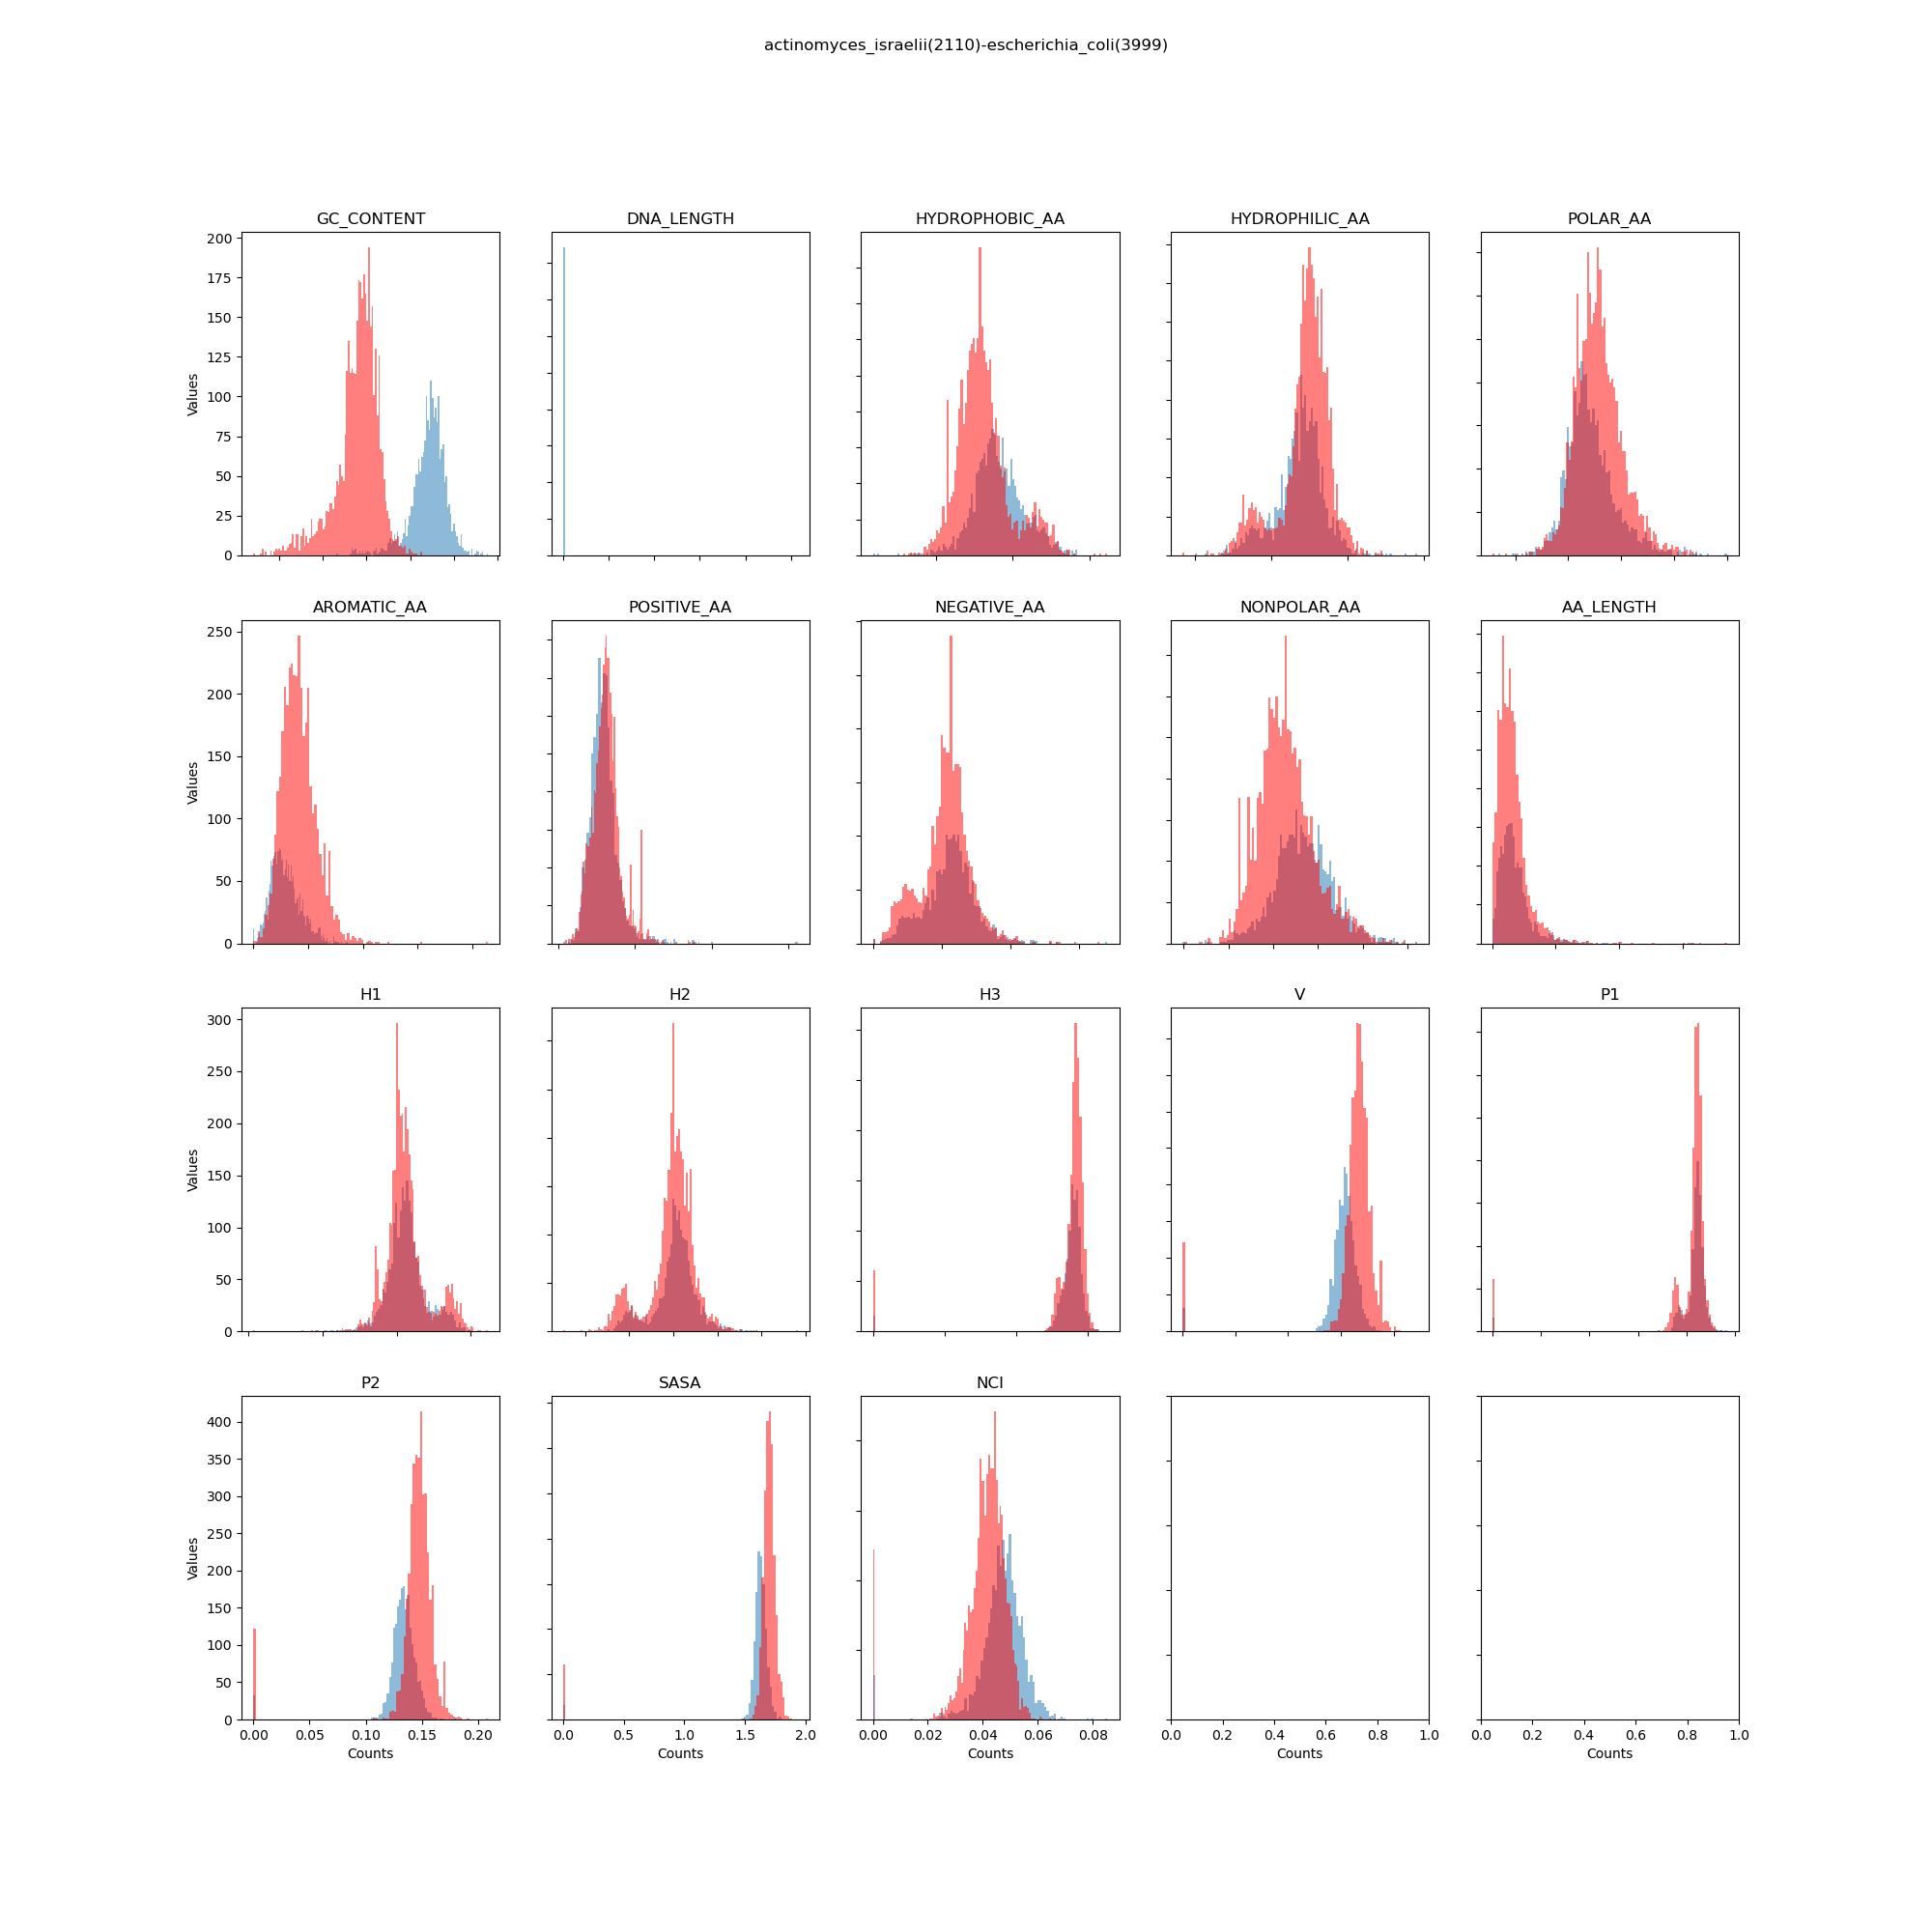 actinomyces_israelii(2110)-escherichia_coli(3999)
GC_CONTENT
DNA_LENGTH
HYDROPHOBIC_AA
HYDROPHILIC_AA
POLAR_AA
200
175
150
125
100
75
50
25
0
Values
AROMATIC_AA
POSITIVE_AA
NEGATIVE_AA
NONPOLAR_AA
AA_LENGTH
250
200
150
100
50
0
Values
H1
H2
H3
V
P1
300
250
200
150
100
50
0
Values
P2
SASA
NCI
400
350
300
250
200
150
100
50
0
Values
0.00 0.05 0.10 0.15 0.20
0.0 0.5 1.0 1.5 2.0
0.00 0.02 0.04 0.06 0.08
0.0 0.2 0.4 0.6 0.8 1.0
0.0 0.2 0.4 0.6 0.8 1.0
Counts
Counts
Counts
Counts
Counts